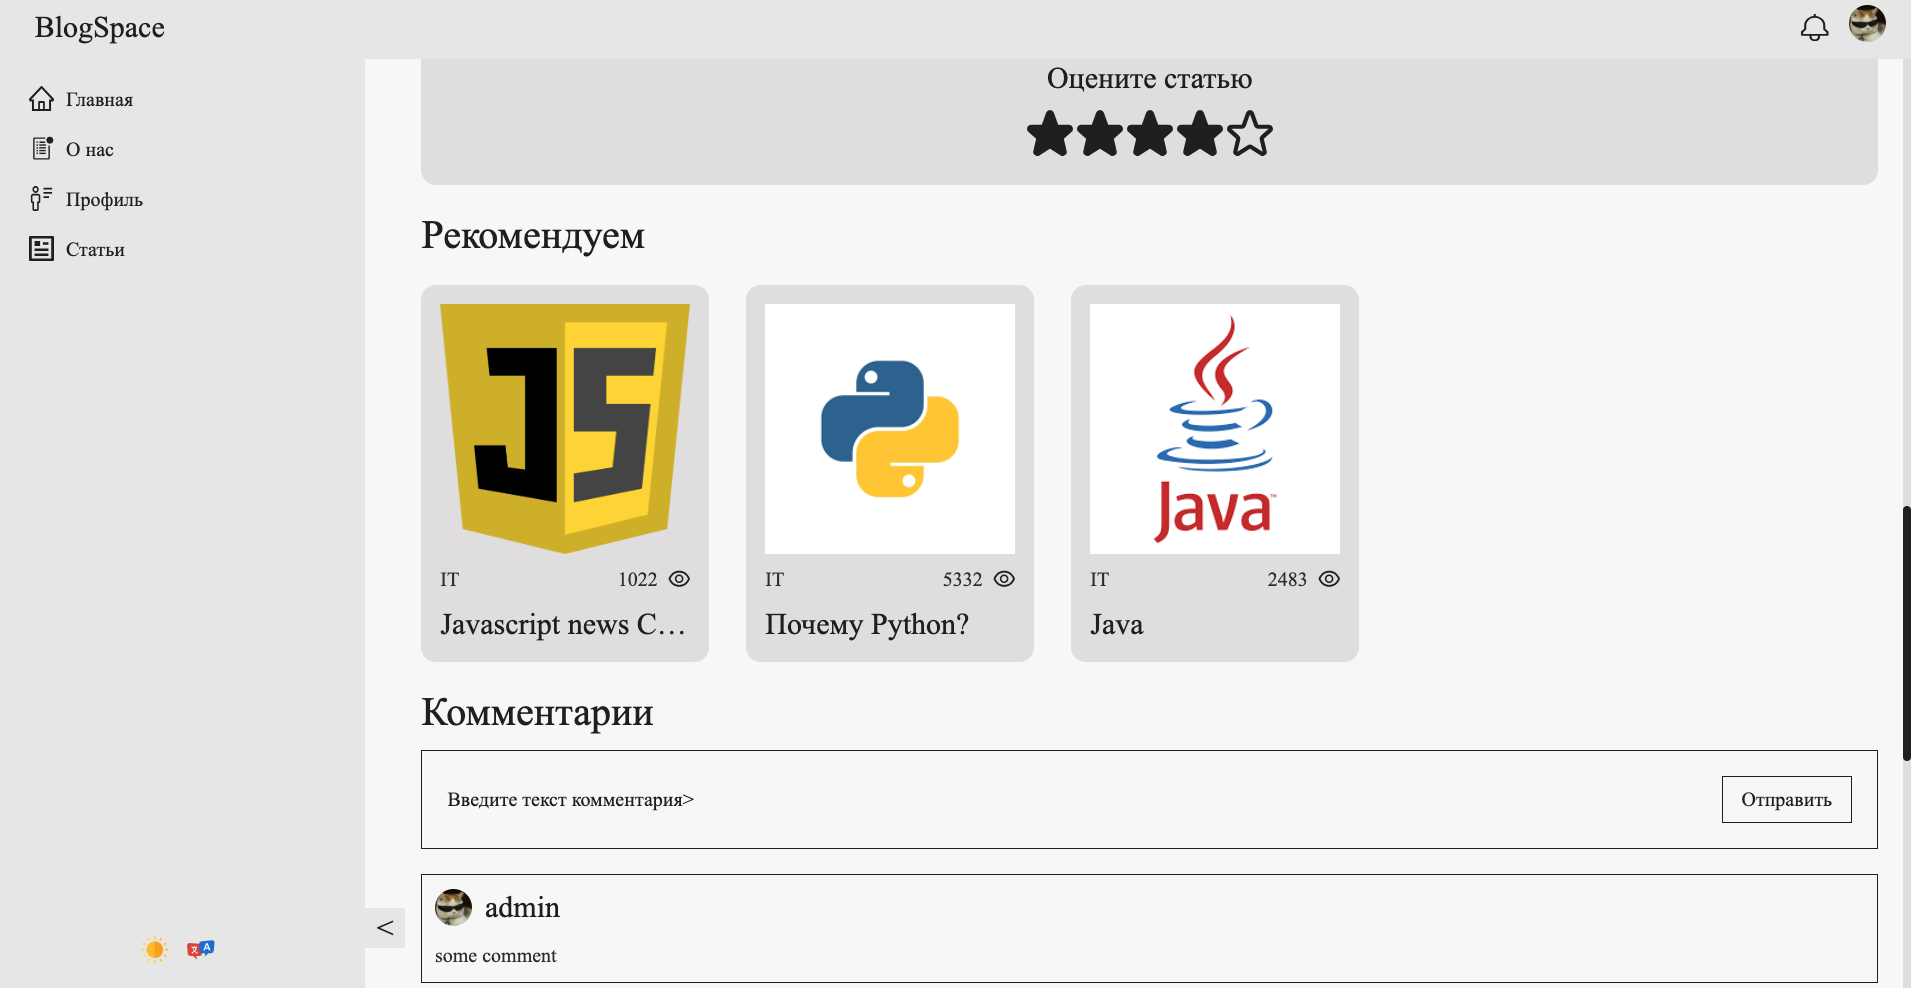 BlogSpace
Главная
О нас
Профиль
Статьи
Оцените статью
Рекомендуем
JS
Java™
IT 1022
IT 5332
IT 2483
Javascript news C...
Почему Python?
Java
Комментарии
Введите текст комментария>
Отправить
admin
some comment
<
A